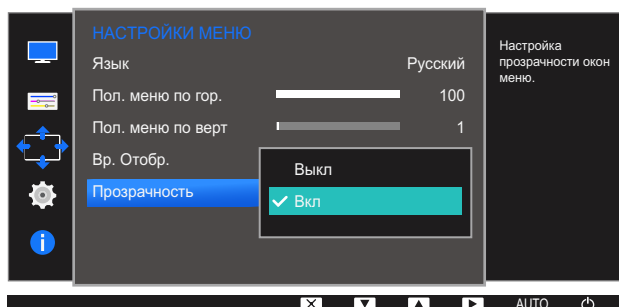 НАСТРОЙКИ МЕНЮ
Язык Русский
Пол. меню по гор. 100
Пол. меню по верт 1
Вр. Отобр.
Прозрачность
Выкл
Вкл
Настройка
прозрачности окон
меню.
AUTO